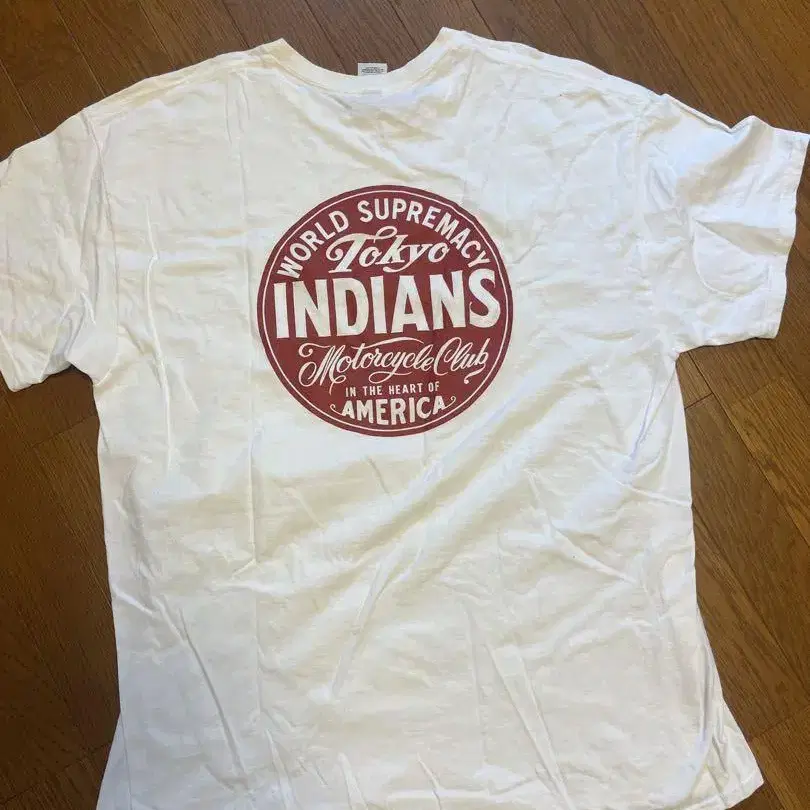 WORLD SUPREMACY
Tokyo
INDIANS
Motorcycle Club
IN THE HEART OF
AMERICA